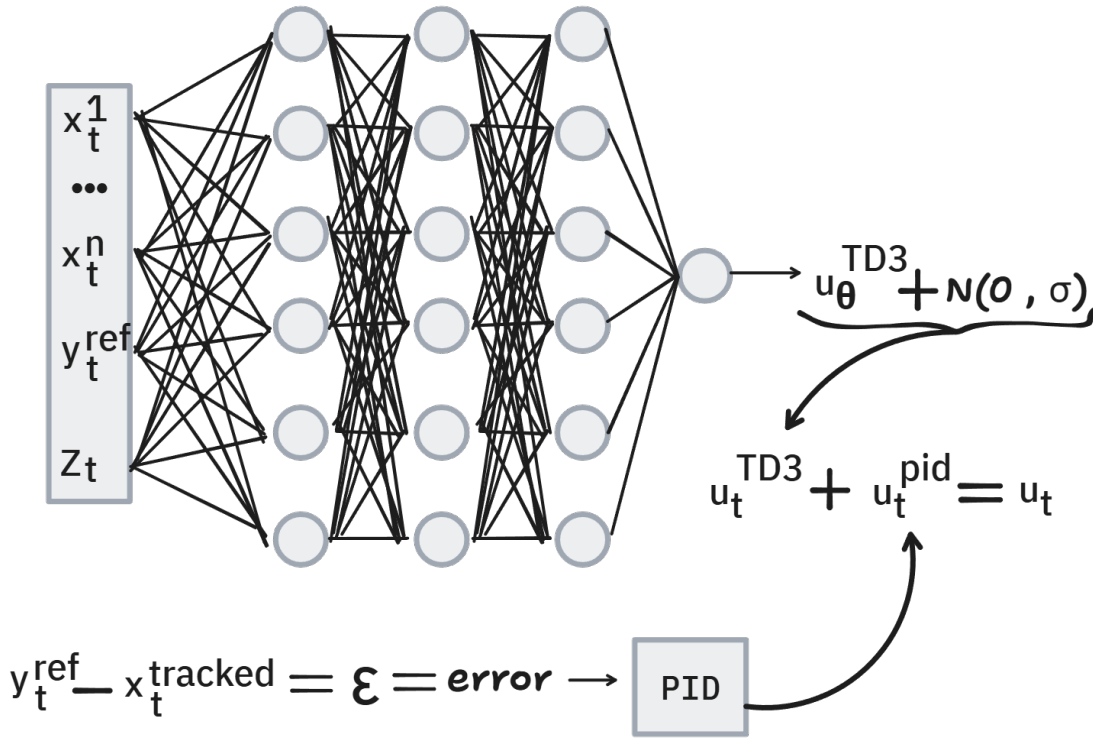 x_t^1
•••
x_t^n
y_t^ref
z_t
u_θ^TD3 + N(0 , σ)
u_t^TD3 + u_t^pid = u_t
y_t^ref − x_t^tracked = ε = error → PID